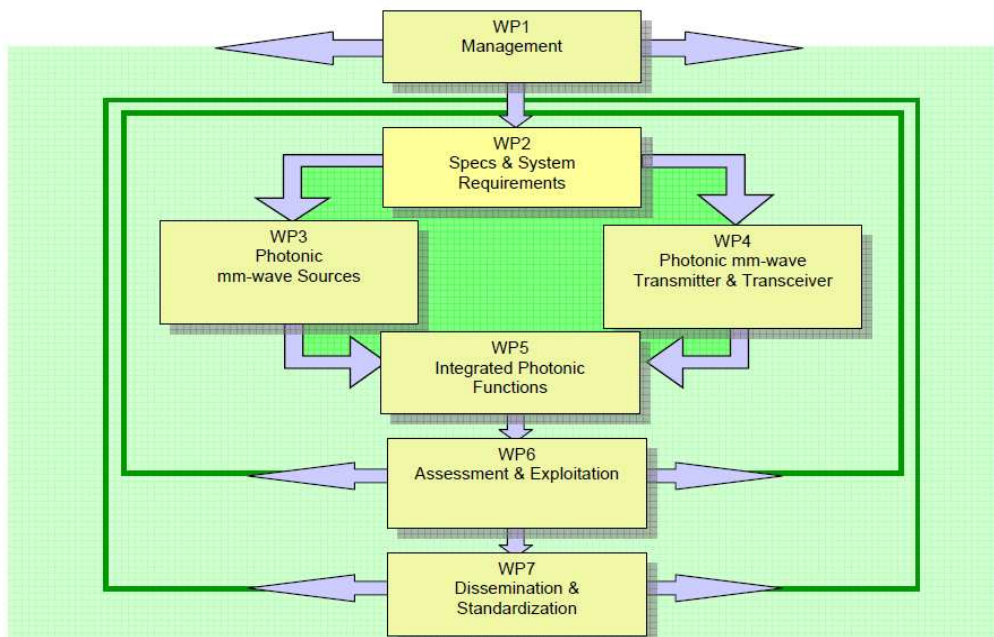 WP1
Management
WP2
Specs & System
Requirements
WP3
Photonic
mm-wave Sources
WP4
Photonic mm-wave
Transmitter & Transceiver
WP5
Integrated Photonic
Functions
WP6
Assessment & Exploitation
WP7
Dissemination &
Standardization